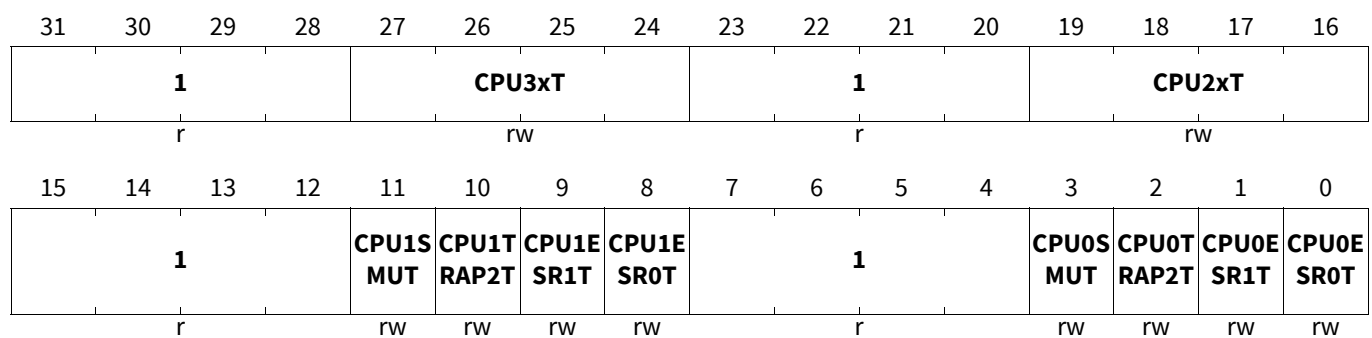 31 30 29 28 27 26 25 24 23 22 21 20 19 18 17 16
1 CPU3xT 1 CPU2xT
r rw r rw
15 14 13 12 11 10 9 8 7 6 5 4 3 2 1 0
CPU1S CPU1T CPU1E CPU1E CPU0S CPU0T CPU0E CPU0E
1 1
MUT RAP2T SR1T SR0T MUT RAP2T SR1T SR0T
r rw rw rw rw r rw rw rw rw